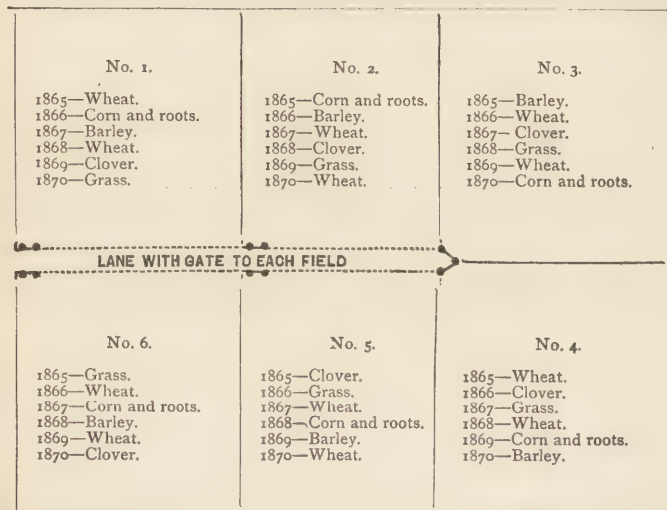 No. 1.
1865—Wheat.
1866—Corn and roots.
1867—Barley.
1868—Wheat.
1869—Clover.
1870—Grass.
No. 2.
1865—Corn and roots.
1866—Barley.
1867—Wheat.
1868—Clover.
1869—Grass.
1870—Wheat.
No. 3.
1865—Barley.
1866—Wheat.
1867—Clover.
1868—Grass.
1869—Wheat.
1870—Corn and roots.
LANE WITH GATE TO EACH FIELD
No. 6.
1865—Grass.
1866—Wheat.
1867—Corn and roots.
1868—Barley.
1869—Wheat.
1870—Clover.
No. 5.
1865—Clover.
1866—Grass.
1867—Wheat.
1868—Corn and roots.
1869—Barley.
1870—Wheat.
No. 4.
1865—Wheat.
1866—Clover.
1867—Grass.
1868—Wheat.
1869—Corn and roots.
1870—Barley.